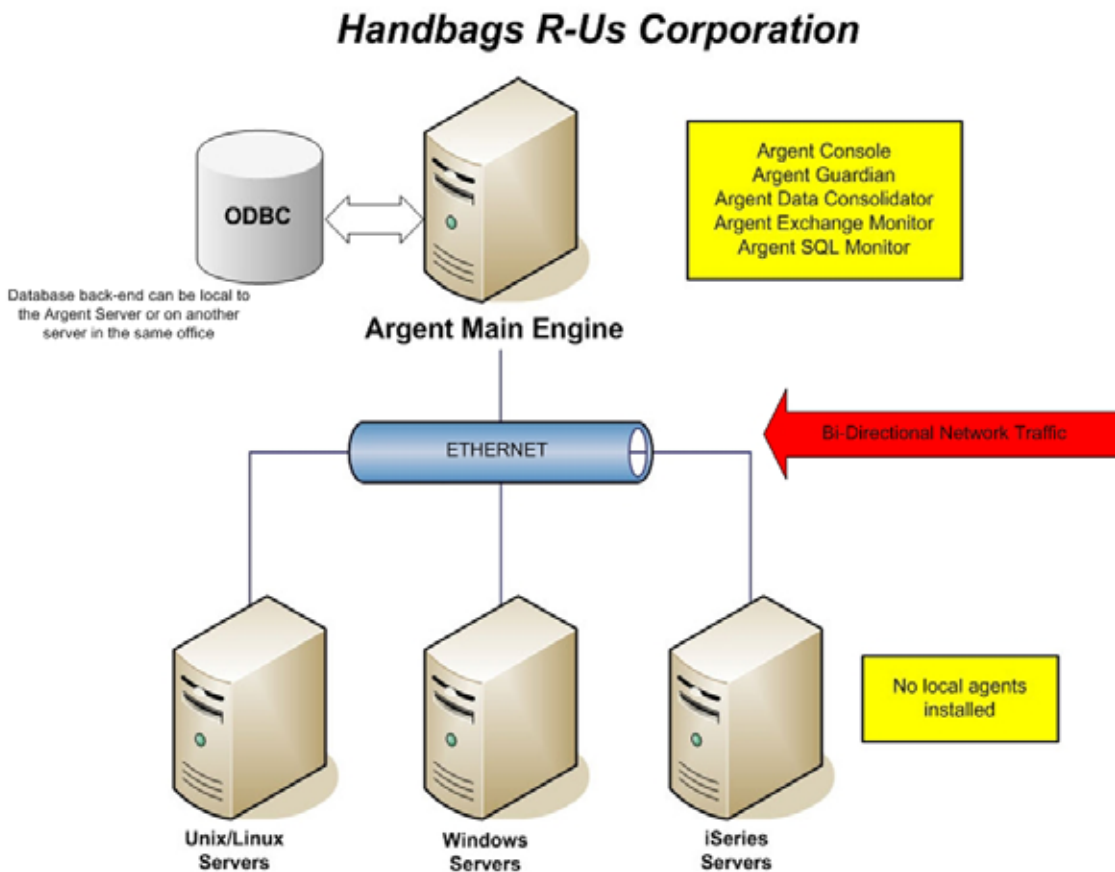 Handbags R-Us Corporation
ODBC
Database back-end can be local to
the Argent Server or on another
server in the same office
Argent Console
Argent Guardian
Argent Data Consolidator
Argent Exchange Monitor
Argent SQL Monitor
Argent Main Engine
ETHERNET
Bi-Directional Network Traffic
No local agents
installed
Unix/Linux
Servers
Windows
Servers
iSeries
Servers